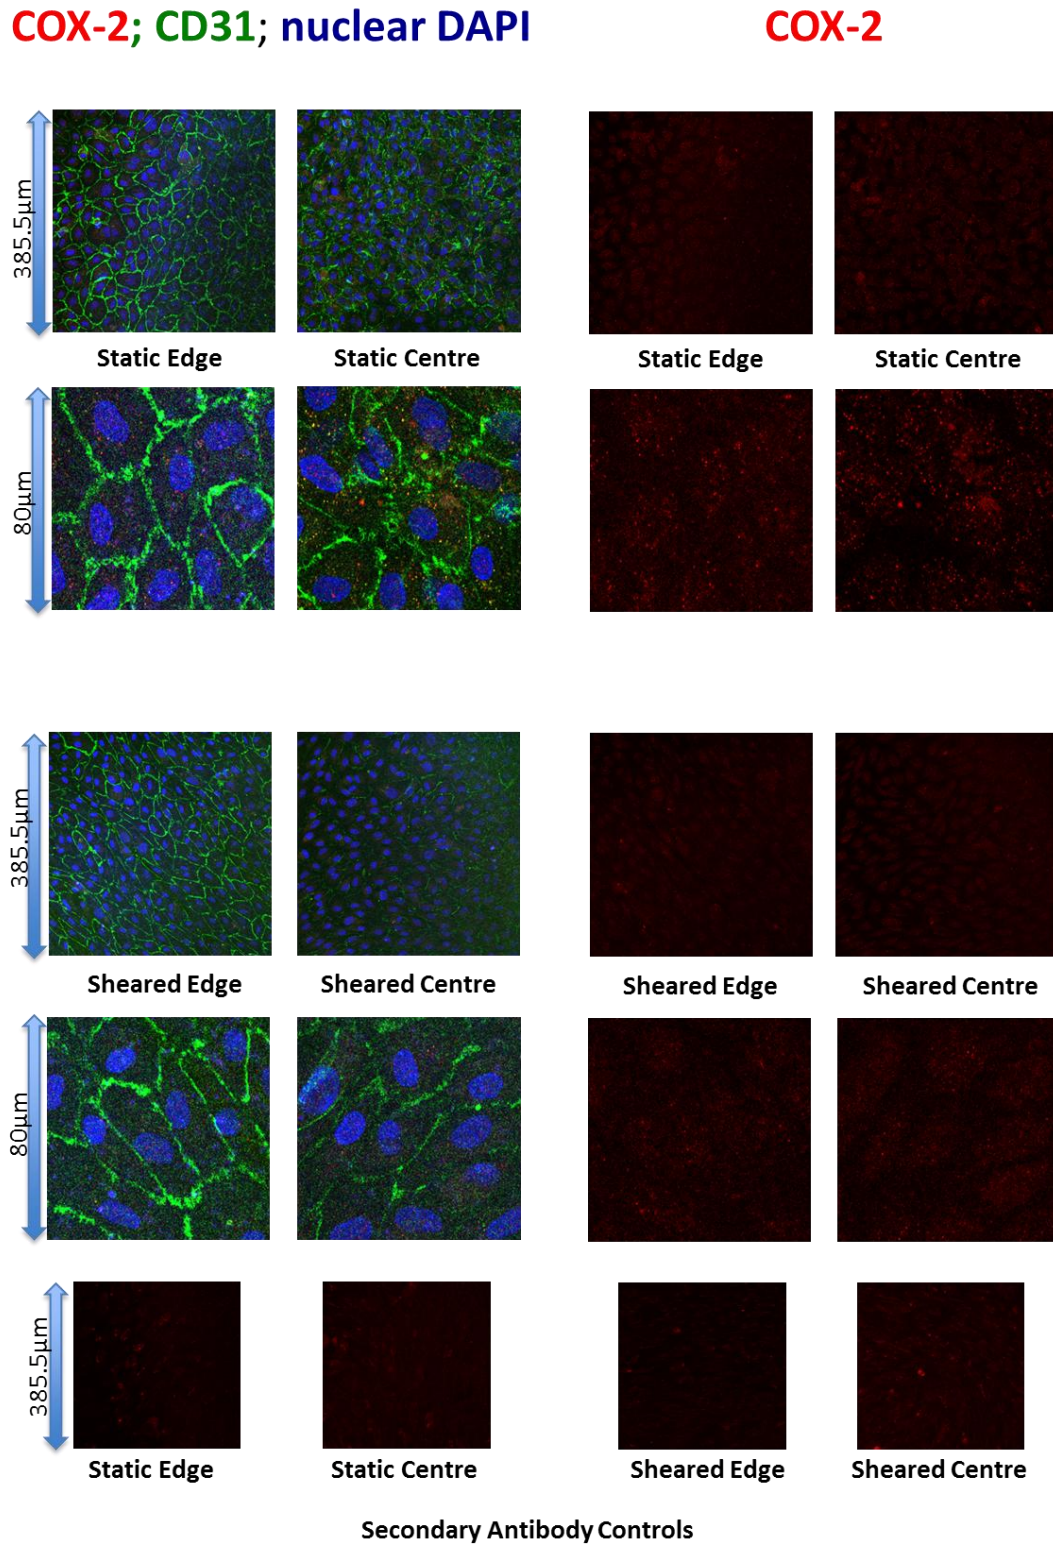 COX-2; CD31; nuclear DAPI
COX-2
385.5µm
Static Edge
Static Centre
Static Edge
Static Centre
80µm
385.5µm
Sheared Edge
Sheared Centre
Sheared Edge
Sheared Centre
80µm
385.5µm
Static Edge
Static Centre
Sheared Edge
Sheared Centre
Secondary Antibody Controls